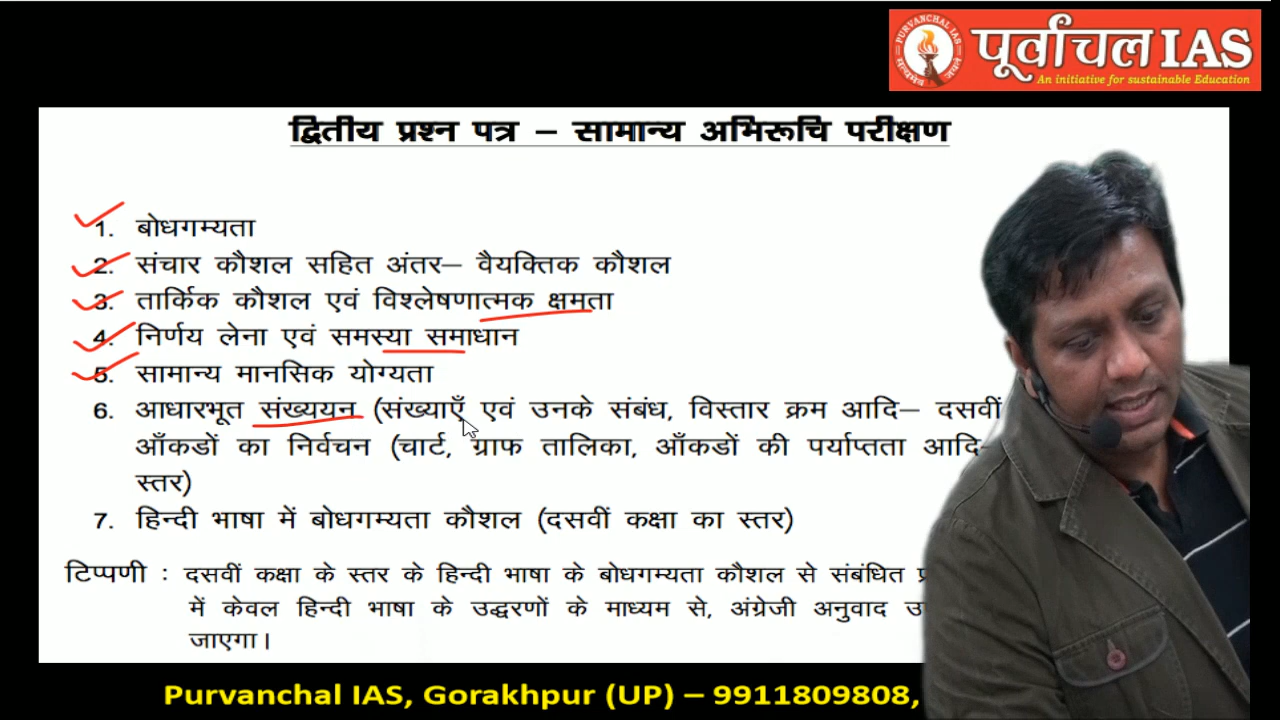 PURVANCHAL IAS
पूर्वांचल IAS
An initiative for sustainable Education
द्वितीय प्रश्न पत्र – सामान्य अभिरूचि परीक्षण
1. बोधगम्यता
2. संचार कौशल सहित अंतर– वैयक्तिक कौशल
3. तार्किक कौशल एवं विश्लेषणात्मक क्षमता
4. निर्णय लेना एवं समस्या समाधान
5. सामान्य मानसिक योग्यता
6. आधारभूत संख्ययन (संख्याएँ एवं उनके संबंध, विस्तार क्रम आदि– दसवीं
आँकडों का निर्वचन (चार्ट, ग्राफ तालिका, आँकडों की पर्याप्तता आदि–
स्तर)
7. हिन्दी भाषा में बोधगम्यता कौशल (दसवीं कक्षा का स्तर)
टिप्पणी : दसवीं कक्षा के स्तर के हिन्दी भाषा के बोधगम्यता कौशल से संबंधित
में केवल हिन्दी भाषा के उद्धरणों के माध्यम से, अंग्रेजी अनुवाद
जाएगा।
Purvanchal IAS, Gorakhpur (UP) – 9911809808,